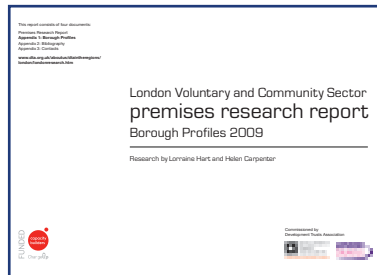 This report consists of four documents:
Premises Research Report
Appendix 1: Borough Profiles
Appendix 2: Bibliography
Appendix 3: Contacts
www.dta.org.uk/aboutus/dtaintheregions/
london/londonresearch.htm
London Voluntary and Community Sector
premises research report
Borough Profiles 2009
Research by Lorraine Hart and Helen Carpenter
FUNDED
capacity
builders
Commissioned by
Development Trusts Association